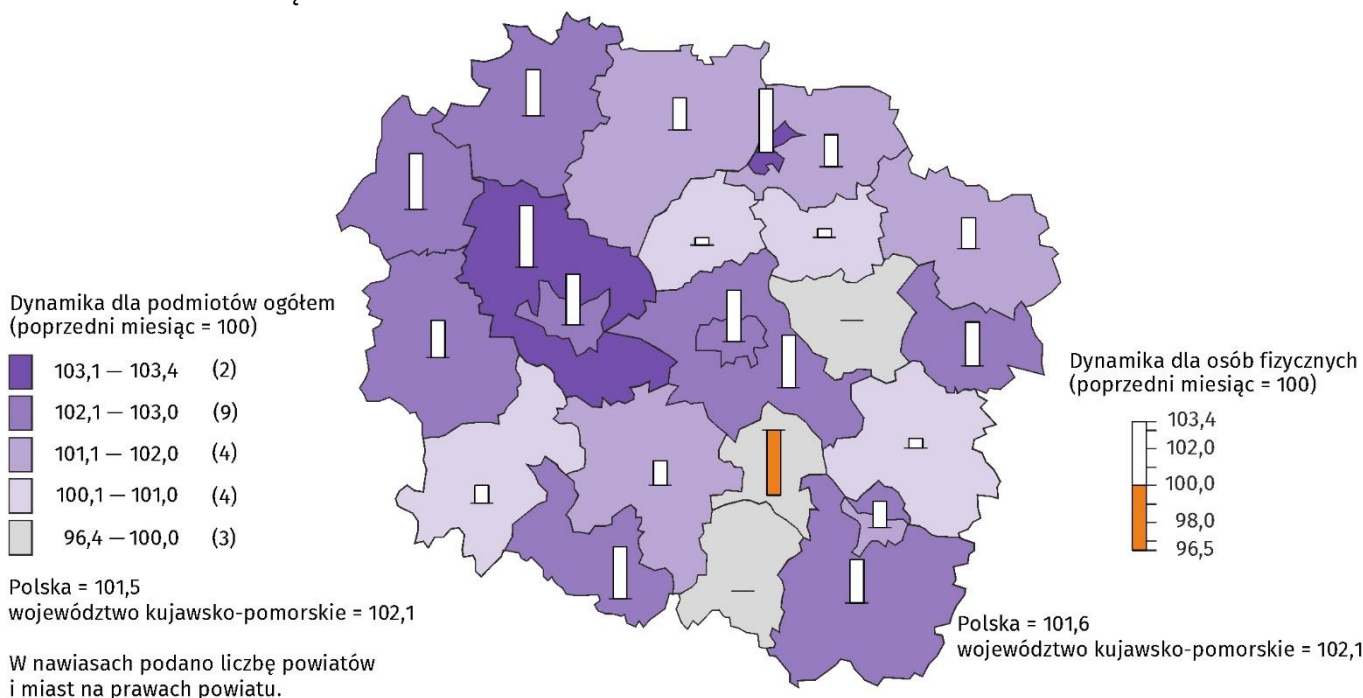 Dynamika dla podmiotów ogółem
(poprzedni miesiąc = 100)
103,1 — 103,4 (2)
102,1 — 103,0 (9)
101,1 — 102,0 (4)
100,1 — 101,0 (4)
96,4 — 100,0 (3)
Polska = 101,5
województwo kujawsko-pomorskie = 102,1
W nawiasach podano liczbę powiatów
i miast na prawach powiatu.
Dynamika dla osób fizycznych
(poprzedni miesiąc = 100)
103,4
102,0
100,0
98,0
96,5
Polska = 101,6
województwo kujawsko-pomorskie = 102,1